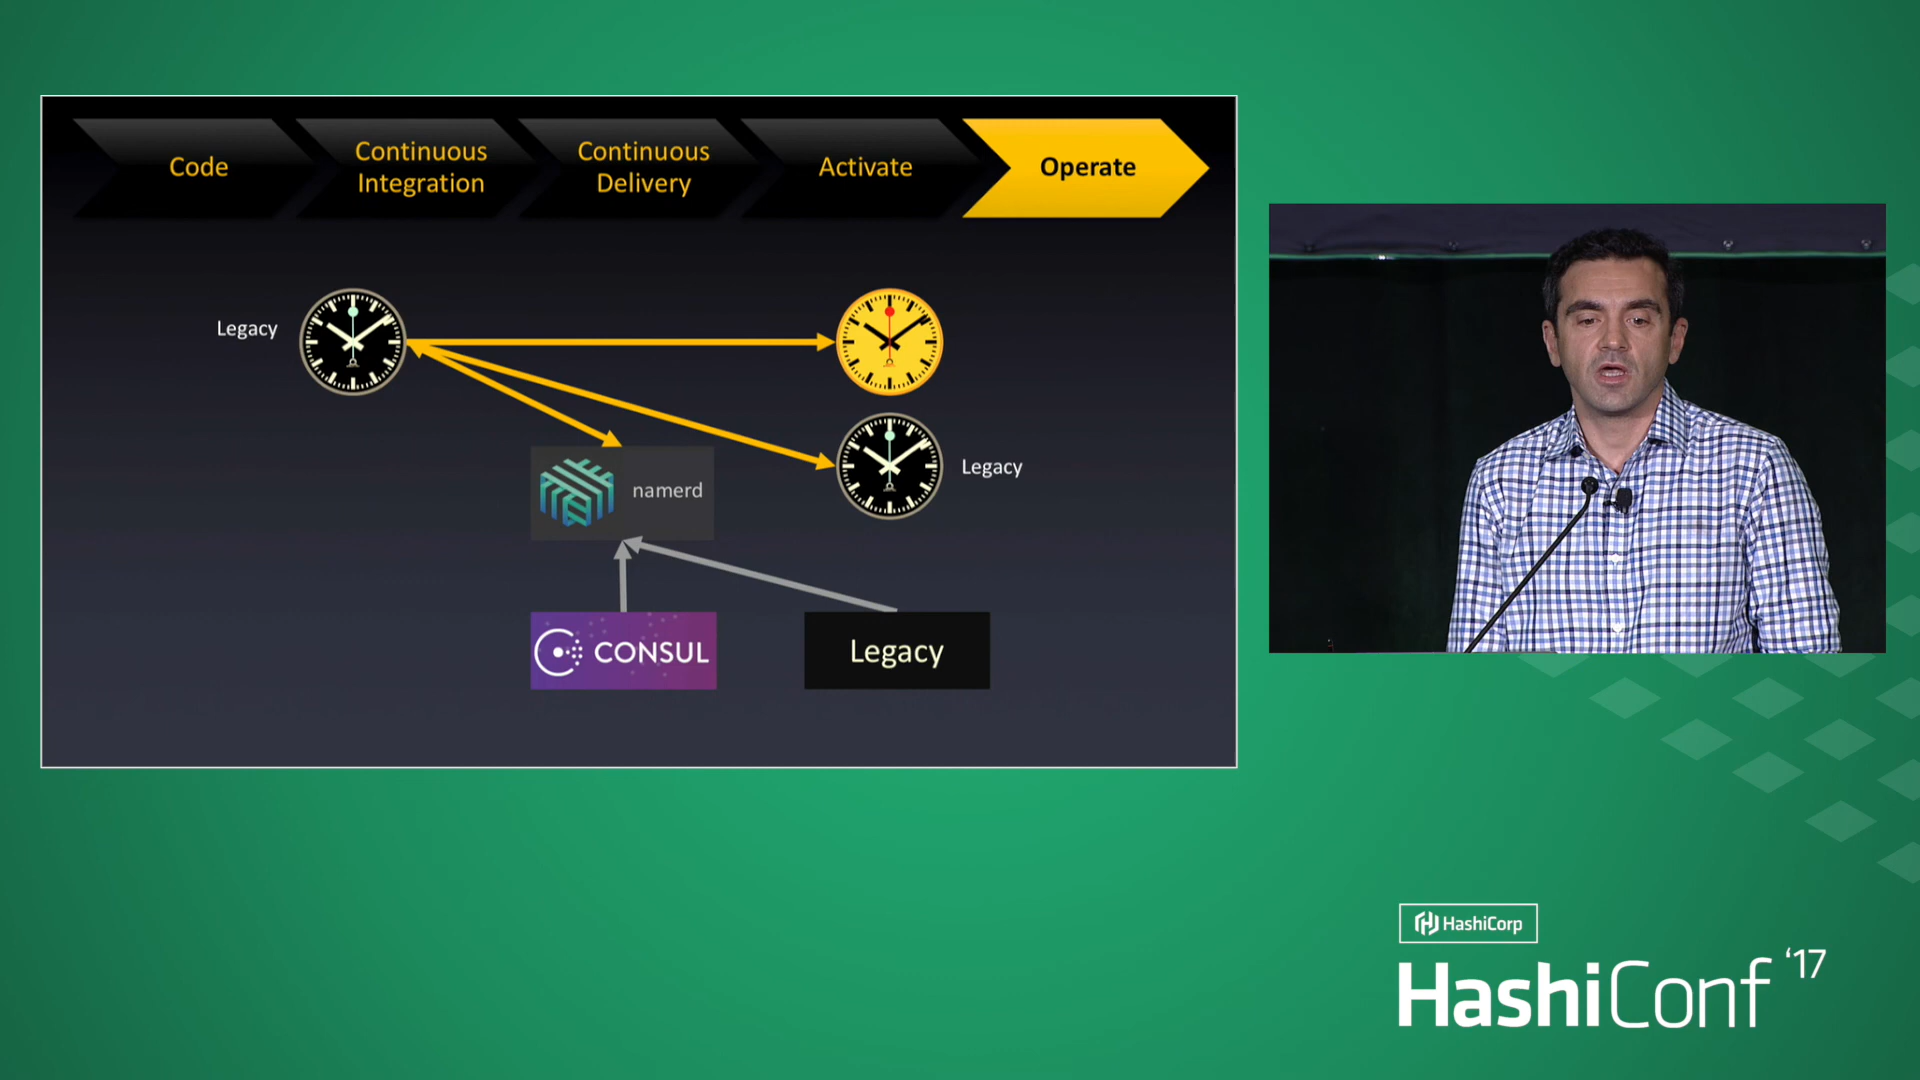 Code
Continuous
Integration
Continuous
Delivery
Activate
Operate
Legacy
Legacy
namerd
CONSUL
Legacy
HashiCorp
HashiConf '17